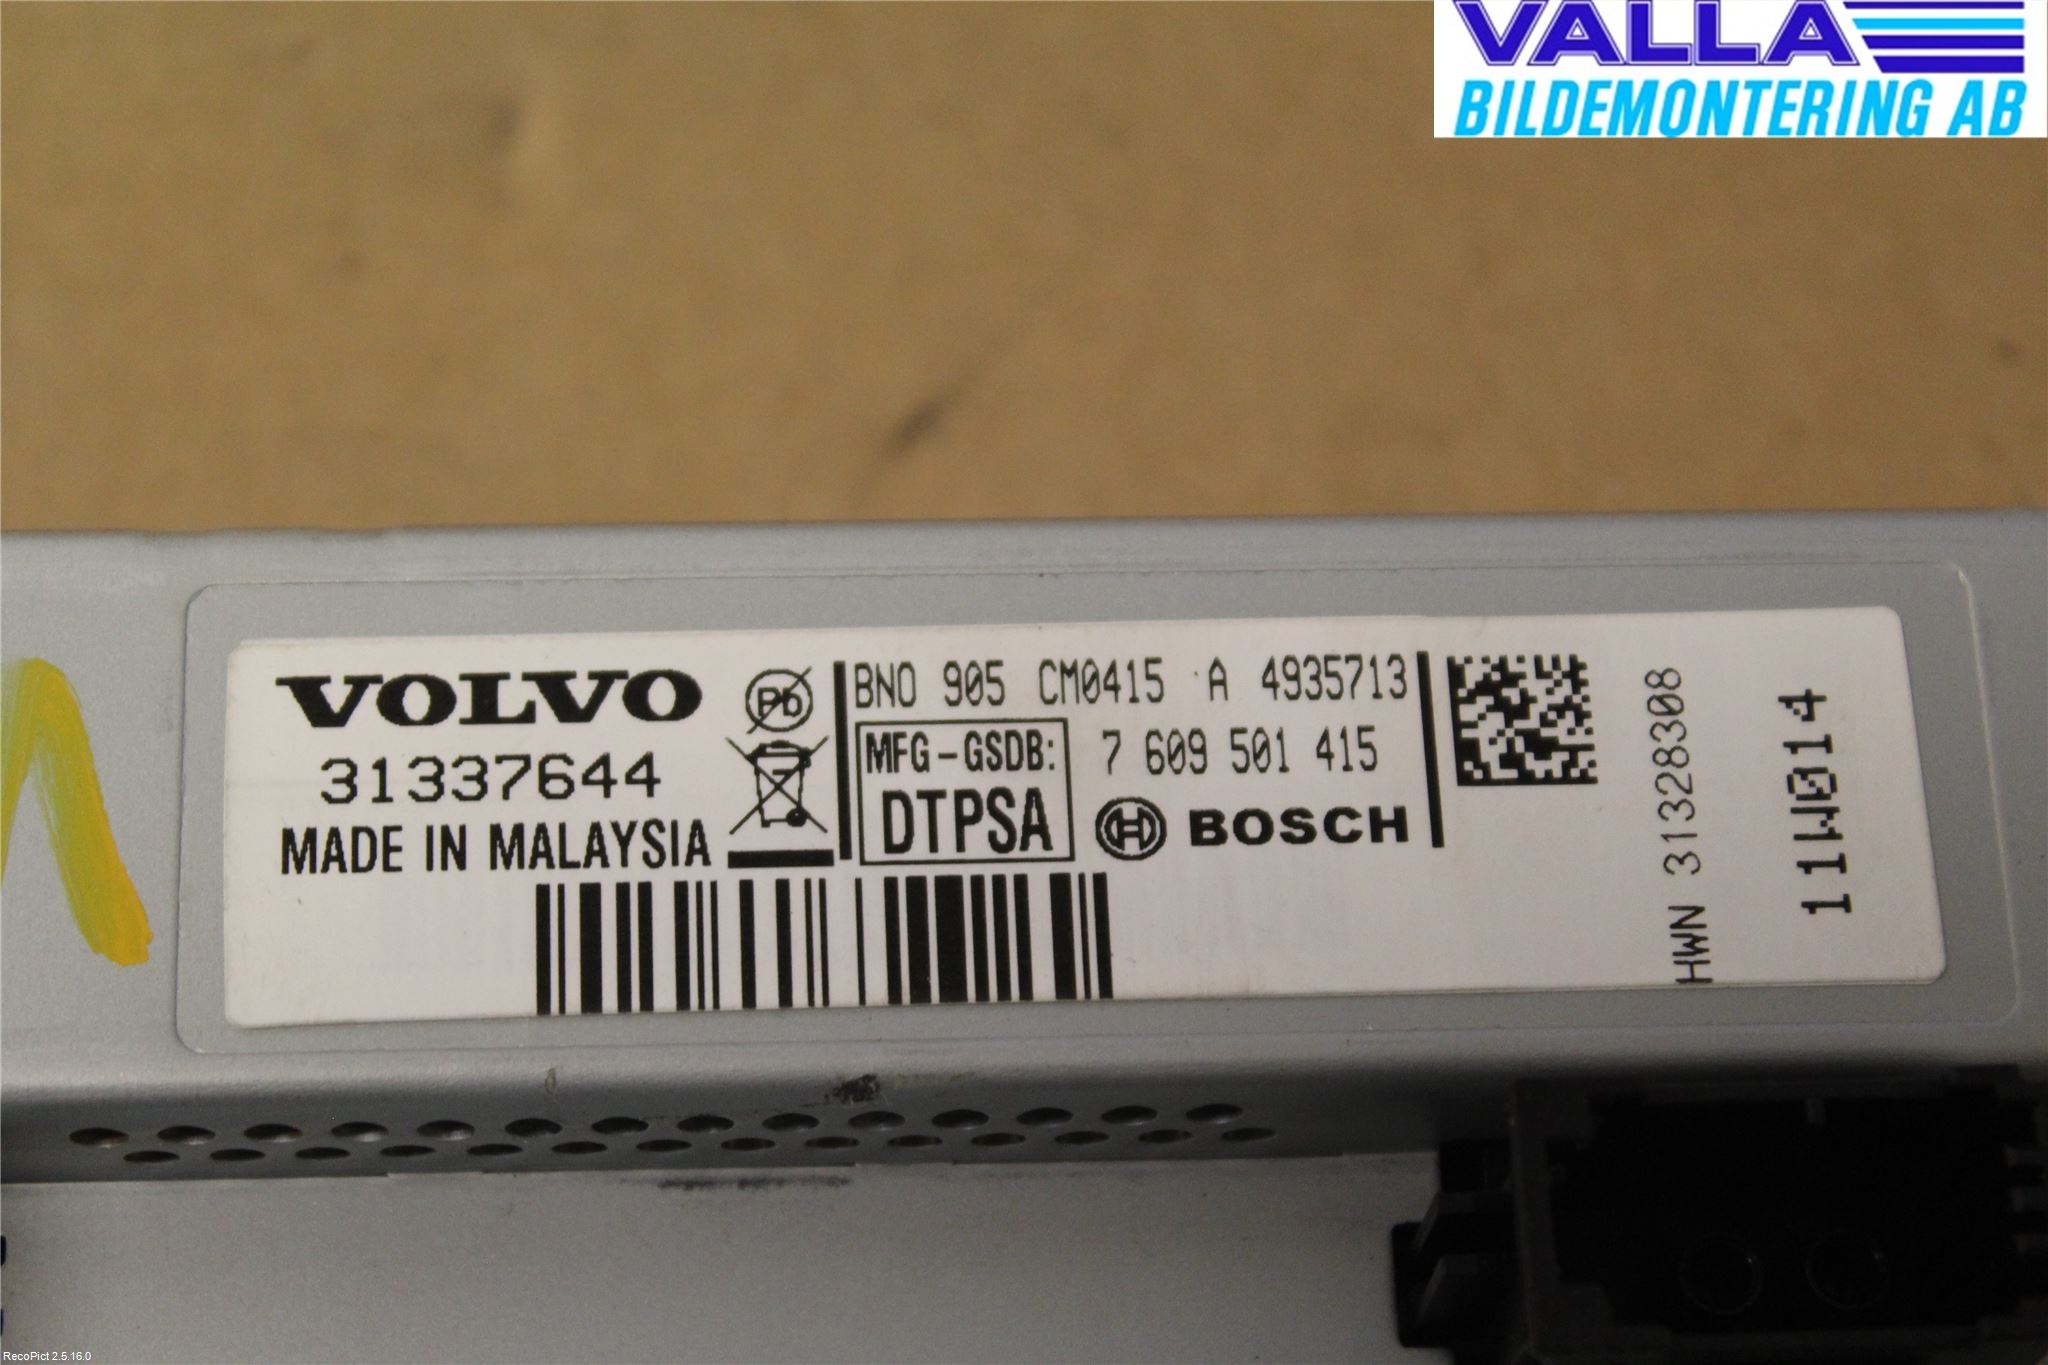 VALLA
BILDEMONTERING AB
VOLVO
31337644
MADE IN MALAYSIA
Pb
BNO 905 CM0415 A 4935713
MFG-GSDB:
DTPSA
7 609 501 415
BOSCH
HWN 31328308
11W014
RecoPict 2.5.16.0